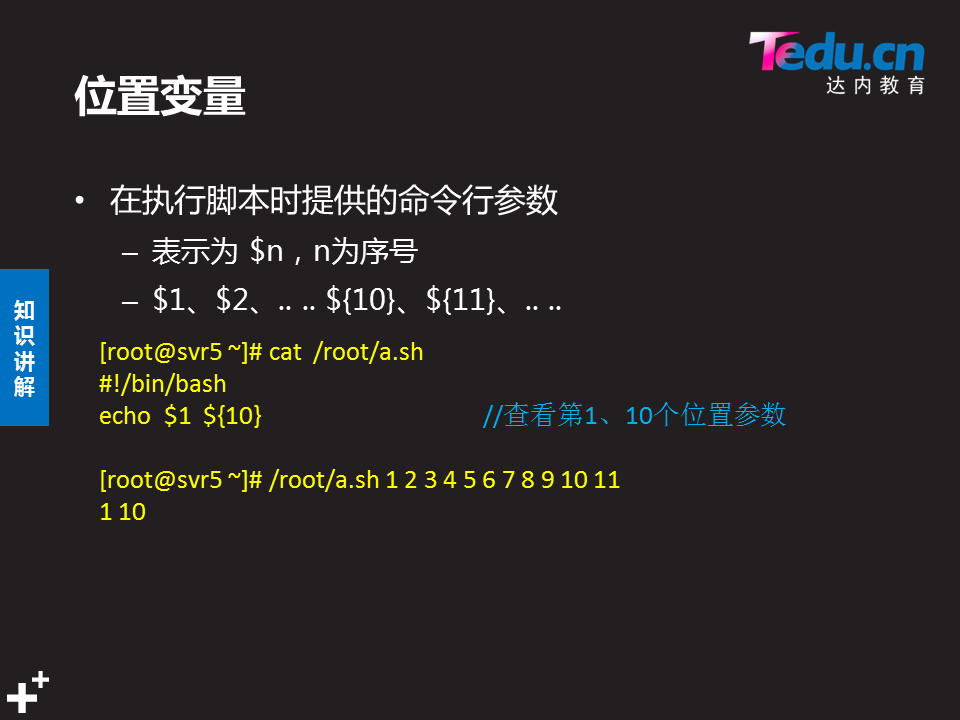 Tedu.cn
达内教育
位置变量
• 在执行脚本时提供的命令行参数
– 表示为 $n，n为序号
– $1、$2、.. .. ${10}、${11}、.. ..
知识讲解
[root@svr5 ~]# cat /root/a.sh
#!/bin/bash
echo $1 ${10} //查看第1、10个位置参数
[root@svr5 ~]# /root/a.sh 1 2 3 4 5 6 7 8 9 10 11
1 10